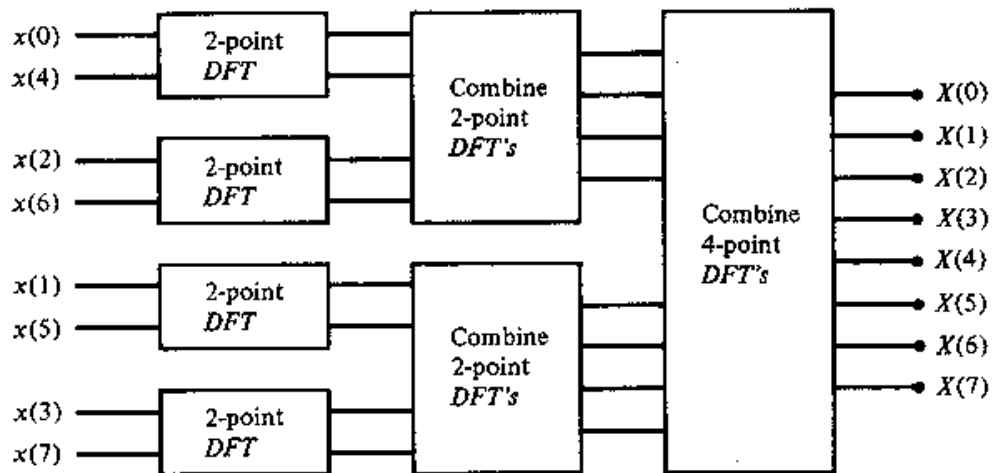 x(0)
x(4)
2-point
DFT
x(2)
x(6)
2-point
DFT
Combine
2-point
DFT's
x(1)
x(5)
2-point
DFT
x(3)
x(7)
2-point
DFT
Combine
2-point
DFT's
Combine
4-point
DFT's
X(0)
X(1)
X(2)
X(3)
X(4)
X(5)
X(6)
X(7)